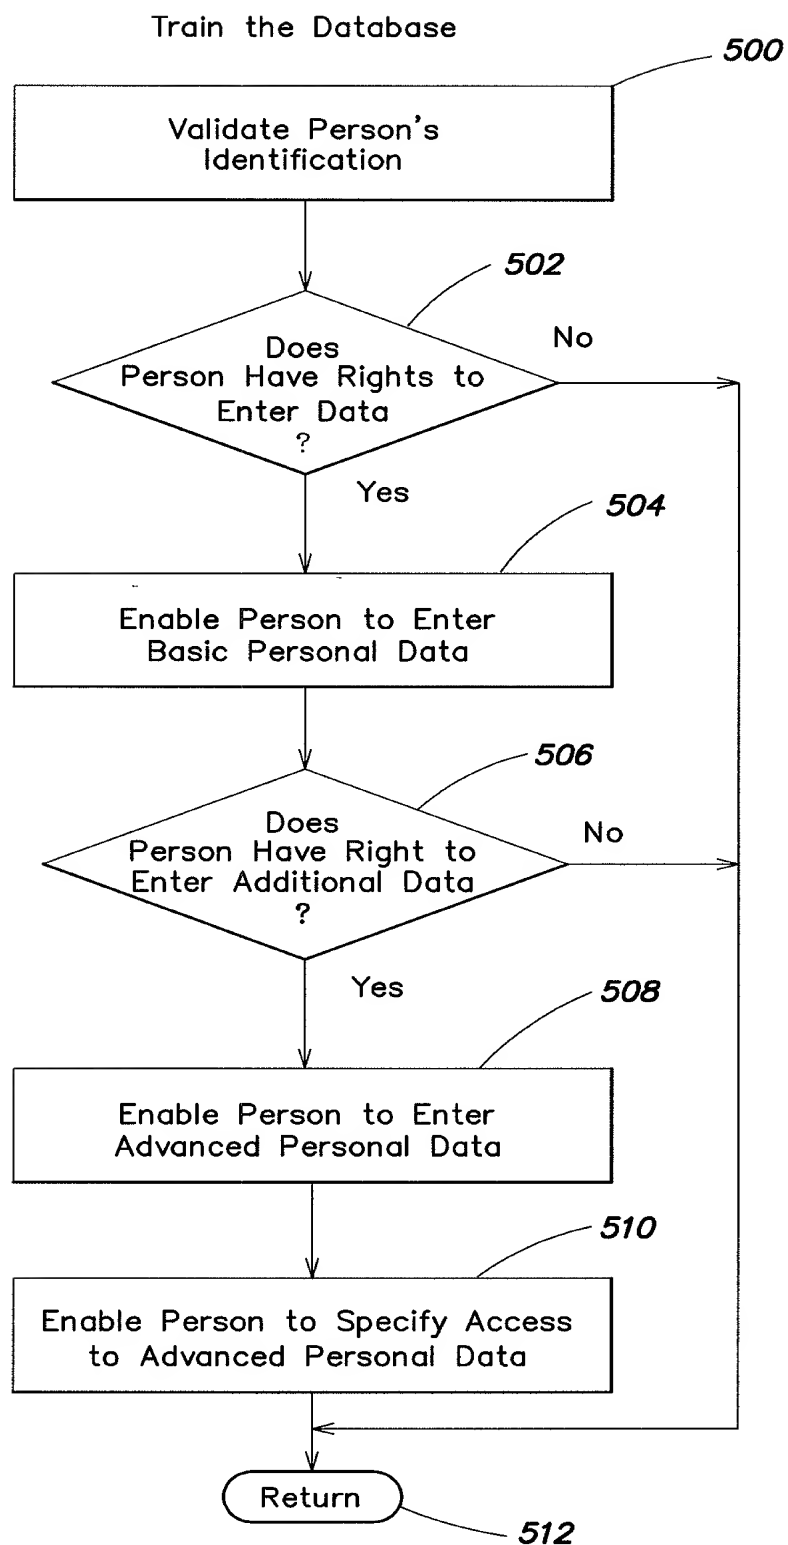 Train the Database
500
Validate Person's
Identification
502
Does
Person Have Rights to
Enter Data
?
No
Yes
504
Enable Person to Enter
Basic Personal Data
506
Does
Person Have Right to
Enter Additional Data
?
No
Yes
508
Enable Person to Enter
Advanced Personal Data
510
Enable Person to Specify Access
to Advanced Personal Data
Return
512